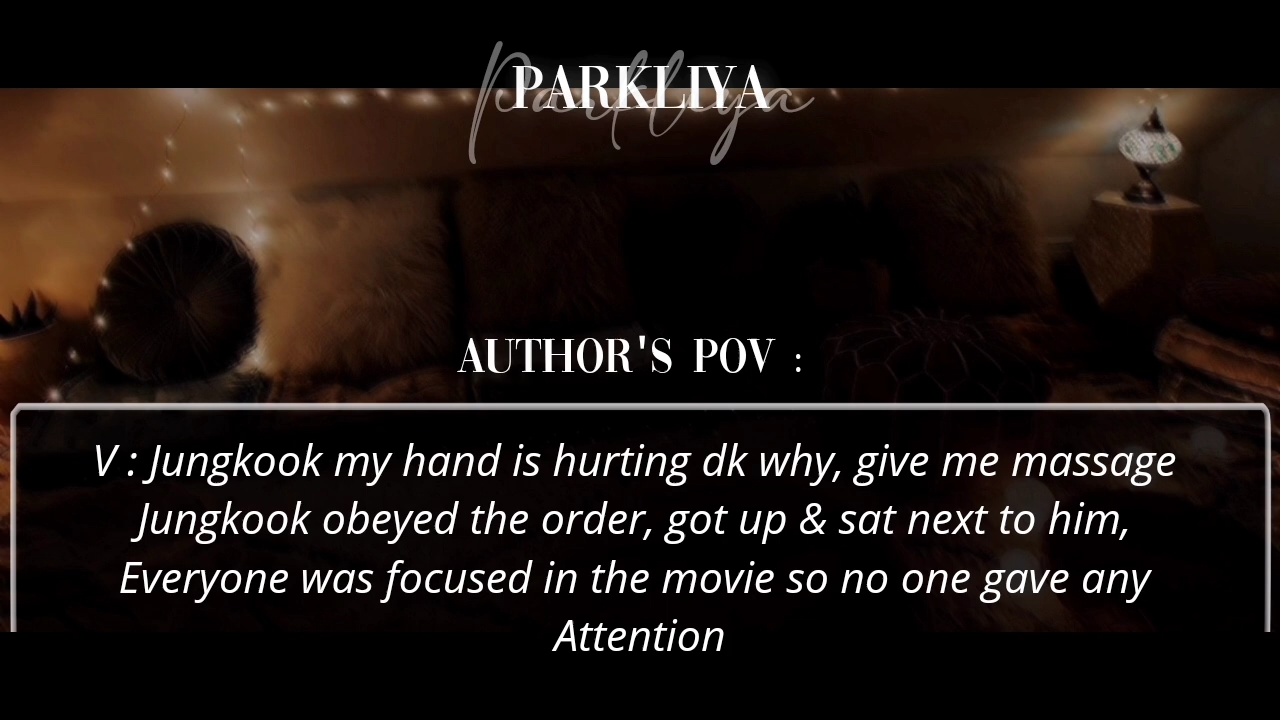 PARKLIYA
Parkliya
AUTHOR'S POV :
V : Jungkook my hand is hurting dk why, give me massage
Jungkook obeyed the order, got up & sat next to him,
Everyone was focused in the movie so no one gave any
Attention